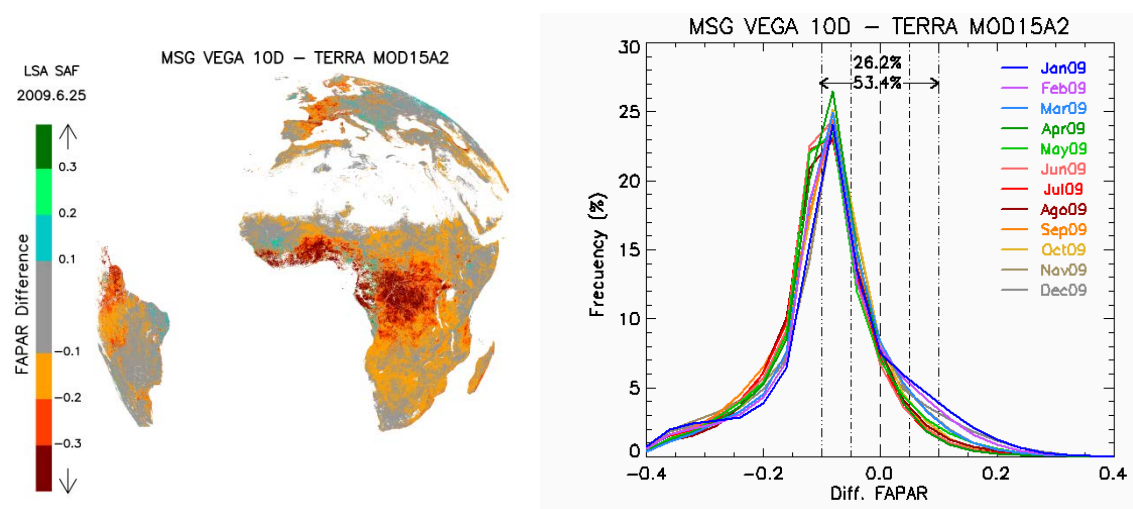 MSG VEGA 10D – TERRA MOD15A2
LSA SAF
2009.6.25
0.3
0.2
0.1
−0.1
−0.2
−0.3
FAPAR Difference
MSG VEGA 10D – TERRA MOD15A2
30
25
20
15
10
5
0
Frecuency (%)
26.2%
53.4%
Jan09
Feb09
Mar09
Apr09
May09
Jun09
Jul09
Ago09
Sep09
Oct09
Nov09
Dec09
−0.4 −0.2 0.0 0.2 0.4
Diff. FAPAR